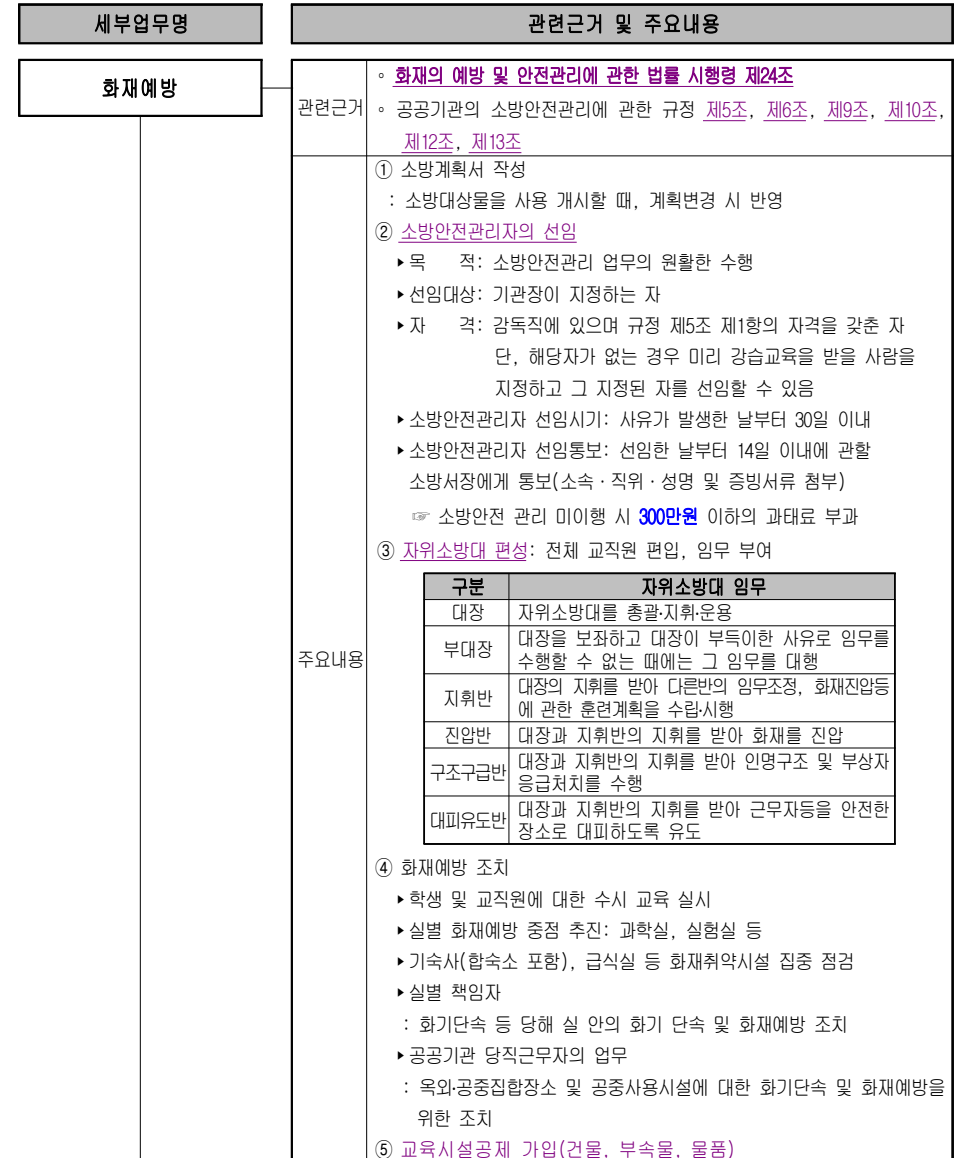 세부업무명
관련근거 및 주요내용
화재예방
관련근거
◦ 화재의 예방 및 안전관리에 관한 법률 시행령 제24조
◦ 공공기관의 소방안전관리에 관한 규정 제5조, 제6조, 제9조, 제10조,
제12조, 제13조
주요내용
① 소방계획서 작성
: 소방대상물을 사용 개시할 때, 계획변경 시 반영
② 소방안전관리자의 선임
▸목 적: 소방안전관리 업무의 원활한 수행
▸선임대상: 기관장이 지정하는 자
▸자 격: 감독직에 있으며 규정 제5조 제1항의 자격을 갖춘 자
단, 해당자가 없는 경우 미리 강습교육을 받을 사람을
지정하고 그 지정된 자를 선임할 수 있음
▸소방안전관리자 선임시기: 사유가 발생한 날부터 30일 이내
▸소방안전관리자 선임통보: 선임한 날부터 14일 이내에 관할
소방서장에게 통보(소속·직위·성명 및 증빙서류 첨부)
☞ 소방안전 관리 미이행 시 300만원 이하의 과태료 부과
③ 자위소방대 편성: 전체 교직원 편입, 임무 부여
구분 자위소방대 임무
대장 자위소방대를 총괄·지휘·운용
부대장 대장을 보좌하고 대장이 부득이한 사유로 임무를
수행할 수 없는 때에는 그 임무를 대행
지휘반 대장의 지휘를 받아 다른반의 임무조정, 화재진압등
에 관한 훈련계획을 수립·시행
진압반 대장과 지휘반의 지휘를 받아 화재를 진압
구조구급반 대장과 지휘반의 지휘를 받아 인명구조 및 부상자
응급처치를 수행
대피유도반 대장과 지휘반의 지휘를 받아 근무자등을 안전한
장소로 대피하도록 유도
④ 화재예방 조치
▸학생 및 교직원에 대한 수시 교육 실시
▸실별 화재예방 중점 추진: 과학실, 실험실 등
▸기숙사(합숙소 포함), 급식실 등 화재취약시설 집중 점검
▸실별 책임자
: 화기단속 등 당해 실 안의 화기 단속 및 화재예방 조치
▸공공기관 당직근무자의 업무
: 옥외·공중집합장소 및 공중사용시설에 대한 화기단속 및 화재예방을
위한 조치
⑤ 교육시설공제 가입(건물, 부속물, 물품)